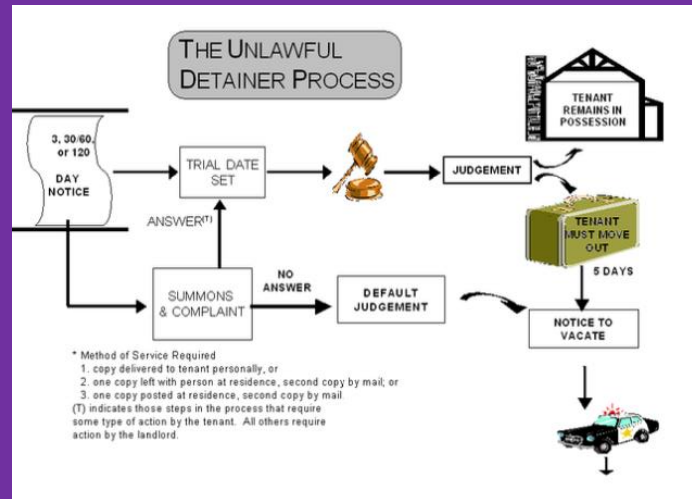 THE UNLAWFUL
DETAINER PROCESS
3, 30/60,
or 120
DAY
NOTICE
TRIAL DATE
SET
JUDGEMENT
TENANT
REMAINS IN
POSSESSION
TENANT
MUST MOVE
OUT
5 DAYS
ANSWER(T)
SUMMONS
& COMPLAINT
NO
ANSWER
DEFAULT
JUDGEMENT
NOTICE TO
VACATE
* Method of Service Required
1. copy delivered to tenant personally, or
2. one copy left with person at residence, second copy by mail; or
3. one copy posted at residence, second copy by mail
(T) indicates those steps in the process that require
some type of action by the tenant. All others require
action by the landlord.